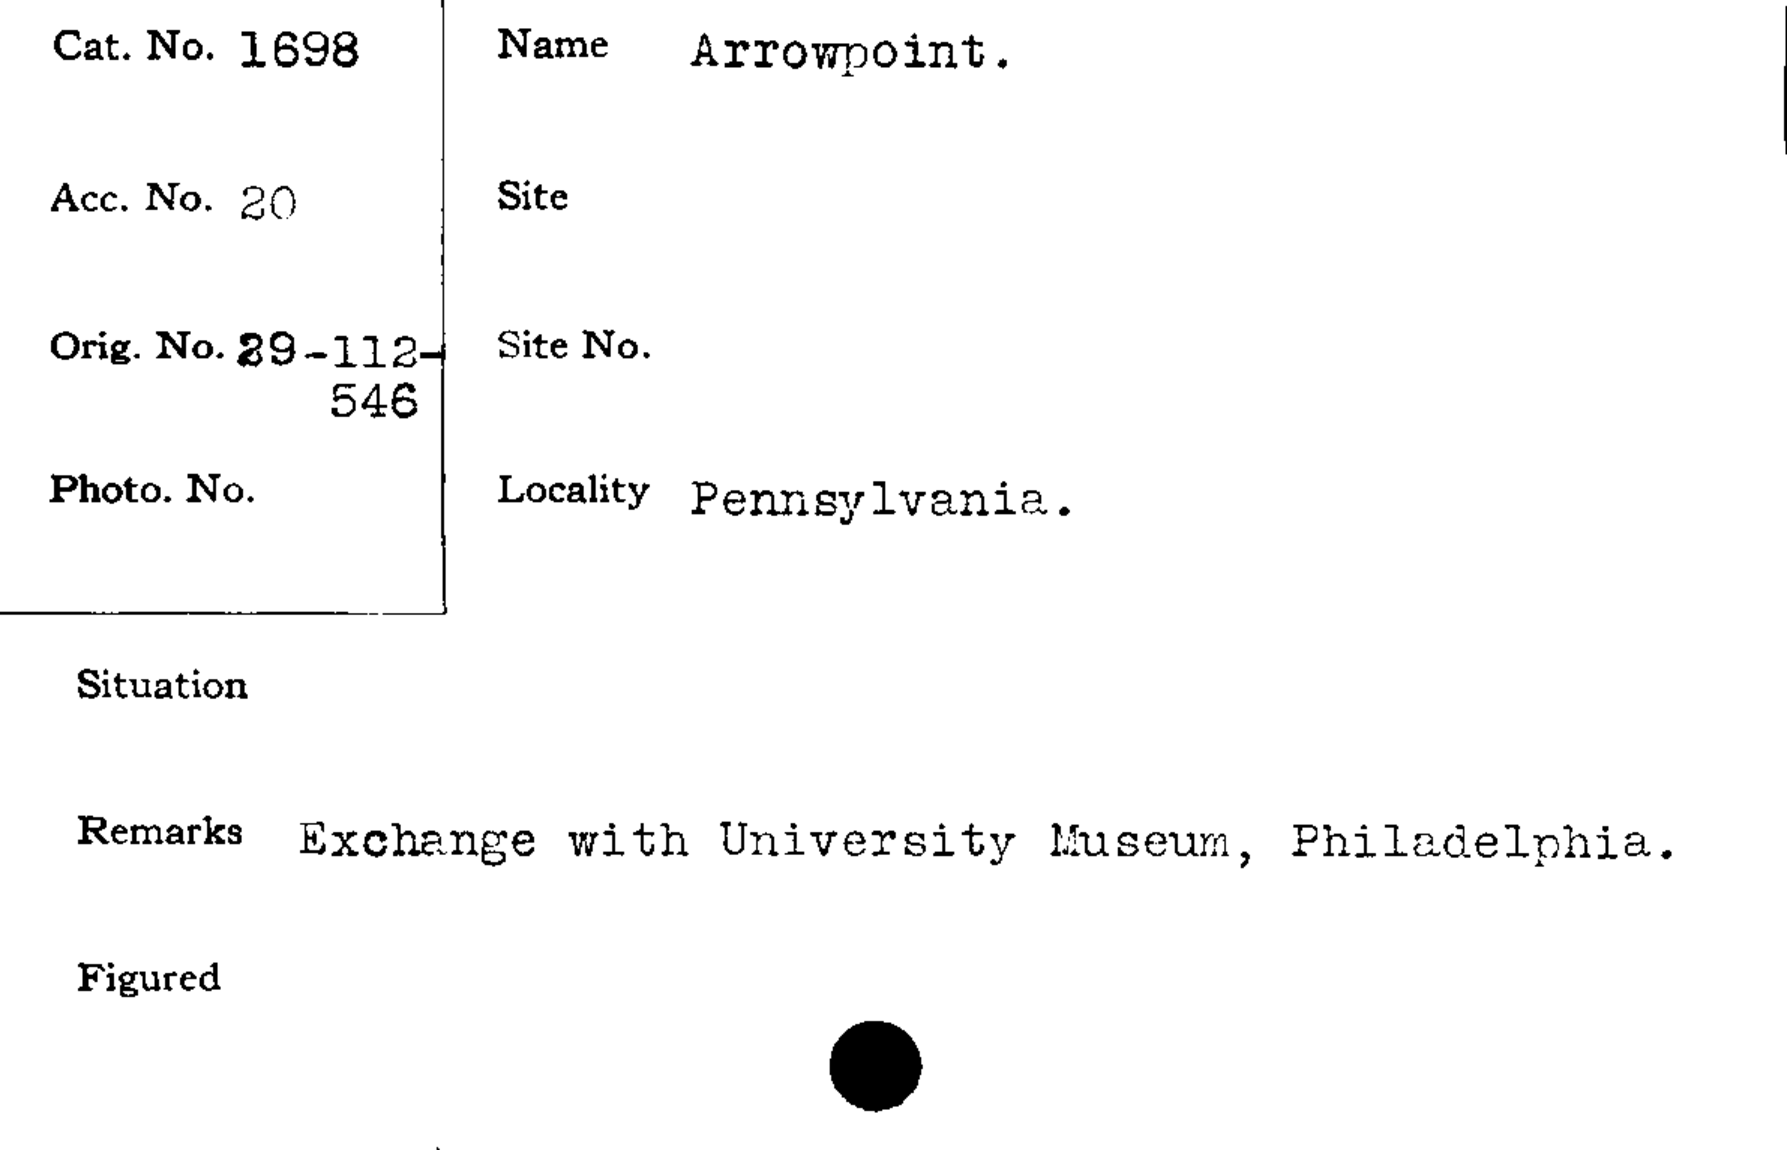 Cat. No. 1698
Acc. No. 20
Orig. No. 29-112-
546
Photo. No.
Name Arrowpoint.
Site
Site No.
Locality Pennsylvania.
Situation
Remarks Exchange with University Museum, Philadelphia.
Figured